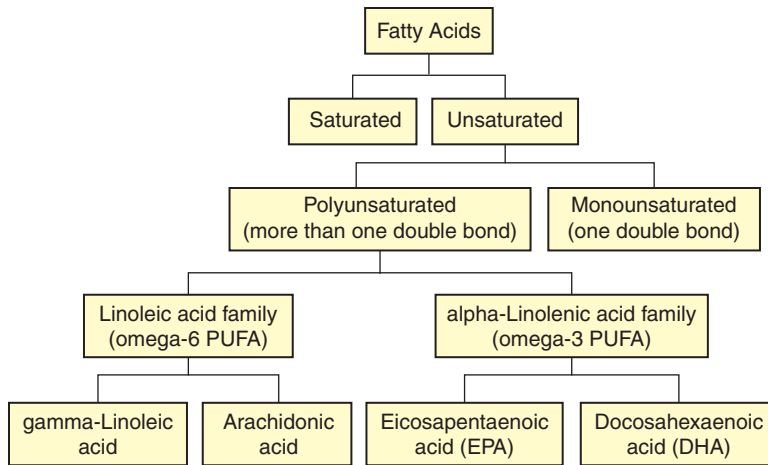 Fatty Acids
Saturated
Unsaturated
Polyunsaturated
(more than one double bond)
Monounsaturated
(one double bond)
Linoleic acid family
(omega-6 PUFA)
alpha-Linolenic acid family
(omega-3 PUFA)
gamma-Linoleic
acid
Arachidonic
acid
Eicosapentaenoic
acid (EPA)
Docosahexaenoic
acid (DHA)